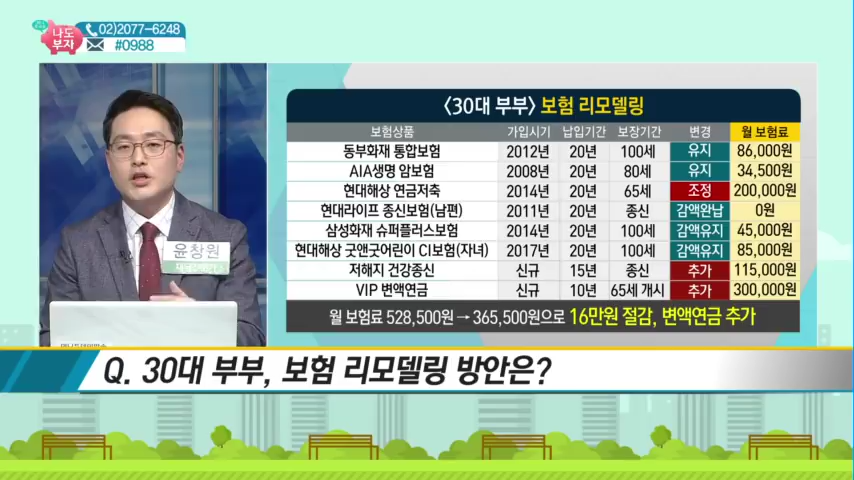 나도
부자
02)2077-6248
#0988
〈30대 부부〉 보험 리모델링
보험상품 가입시기 납입기간 보장기간 변경 월 보험료
동부화재 통합보험 2012년 20년 100세 유지 86,000원
AIA생명 암보험 2008년 20년 80세 유지 34,500원
현대해상 연금저축 2014년 20년 65세 조정 200,000원
현대라이프 종신보험(남편) 2011년 20년 종신 감액완납 0원
삼성화재 슈퍼플러스보험 2014년 20년 100세 감액유지 45,000원
현대해상 굿앤굿어린이 CI보험(자녀) 2017년 20년 100세 감액유지 85,000원
저해지 건강종신 신규 15년 종신 추가 115,000원
VIP 변액연금 신규 10년 65세 개시 추가 300,000원
월 보험료 528,500원→365,500원으로 16만원 절감, 변액연금 추가
윤창원
Q. 30대 부부, 보험 리모델링 방안은?